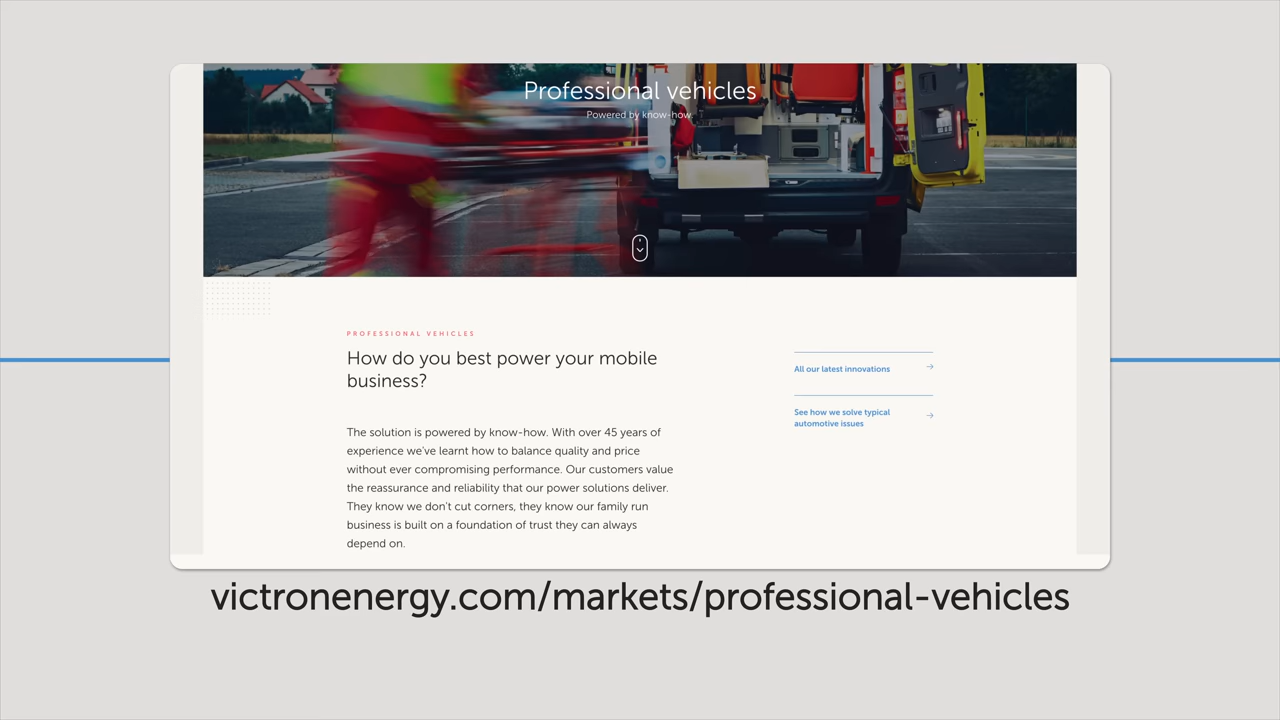 Professional vehicles
Powered by know-how.
PROFESSIONAL VEHICLES
How do you best power your mobile
business?
The solution is powered by know-how. With over 45 years of
experience we've learnt how to balance quality and price
without ever compromising performance. Our customers value
the reassurance and reliability that our power solutions deliver.
They know we don't cut corners, they know our family run
business is built on a foundation of trust they can always
depend on.
All our latest innovations
See how we solve typical
automotive issues
victronenergy.com/markets/professional-vehicles